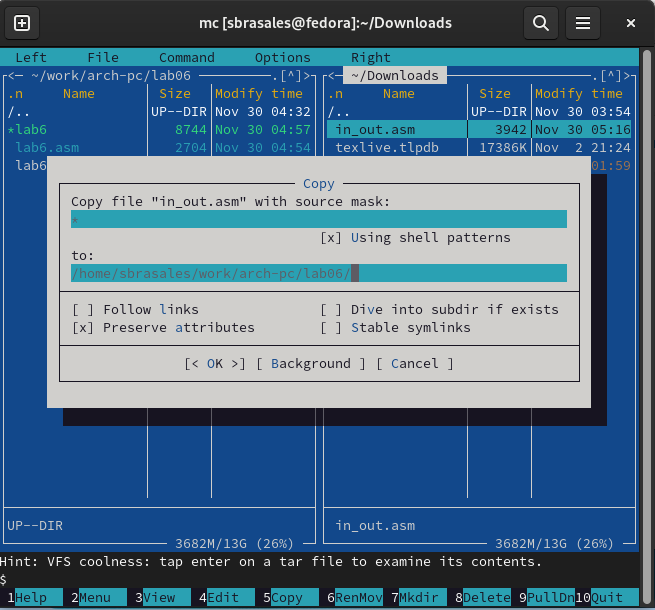 mc [sbrasales@fedora]:~/Downloads
Left File Command Options Right
<─ ~/work/arch-pc/lab06 ─.[^]> <─ ~/Downloads ─.[^]>
.n Name Size Modify time .n Name Size Modify time
/.. UP--DIR Nov 30 04:32 /.. UP--DIR Nov 30 03:54
*lab6 8744 Nov 30 04:57 in_out.asm 3942 Nov 30 05:16
lab6.asm 2704 Nov 30 04:54 texlive.tlpdb 17386K Nov 2 21:24
lab6 01:59
Copy
Copy file "in_out.asm" with source mask:
*
[x] Using shell patterns
to:
/home/sbrasales/work/arch-pc/lab06/
[ ] Follow links [ ] Dive into subdir if exists
[x] Preserve attributes [ ] Stable symlinks
[< OK >] [ Background ] [ Cancel ]
UP--DIR in_out.asm
3682M/13G (26%) 3682M/13G (26%)
Hint: VFS coolness: tap enter on a tar file to examine its contents.
$
1Help 2Menu 3View 4Edit 5Copy 6RenMov 7Mkdir 8Delete 9PullDn 10Quit